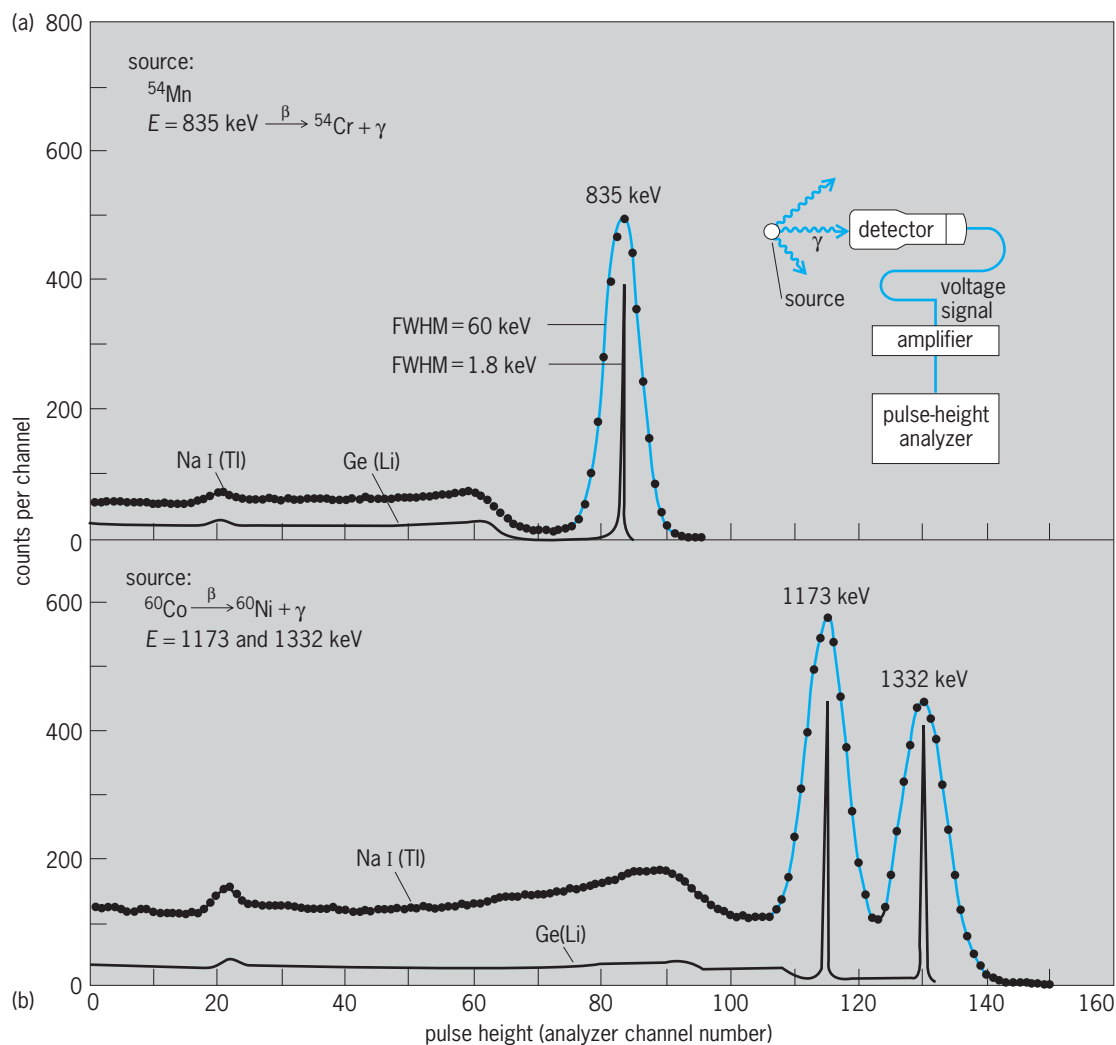 (a)
800
600
400
200
0
source:
⁵⁴Mn
E = 835 keV —β→ ⁵⁴Cr + γ
835 keV
FWHM = 60 keV
FWHM = 1.8 keV
Na I (Tl)
Ge (Li)
γ
detector
source
voltage
signal
amplifier
pulse-height
analyzer
counts per channel
source:
⁶⁰Co —β→ ⁶⁰Ni + γ
E = 1173 and 1332 keV
1173 keV
1332 keV
Na I (Tl)
Ge(Li)
600
400
200
0
(b)
0 20 40 60 80 100 120 140 160
pulse height (analyzer channel number)